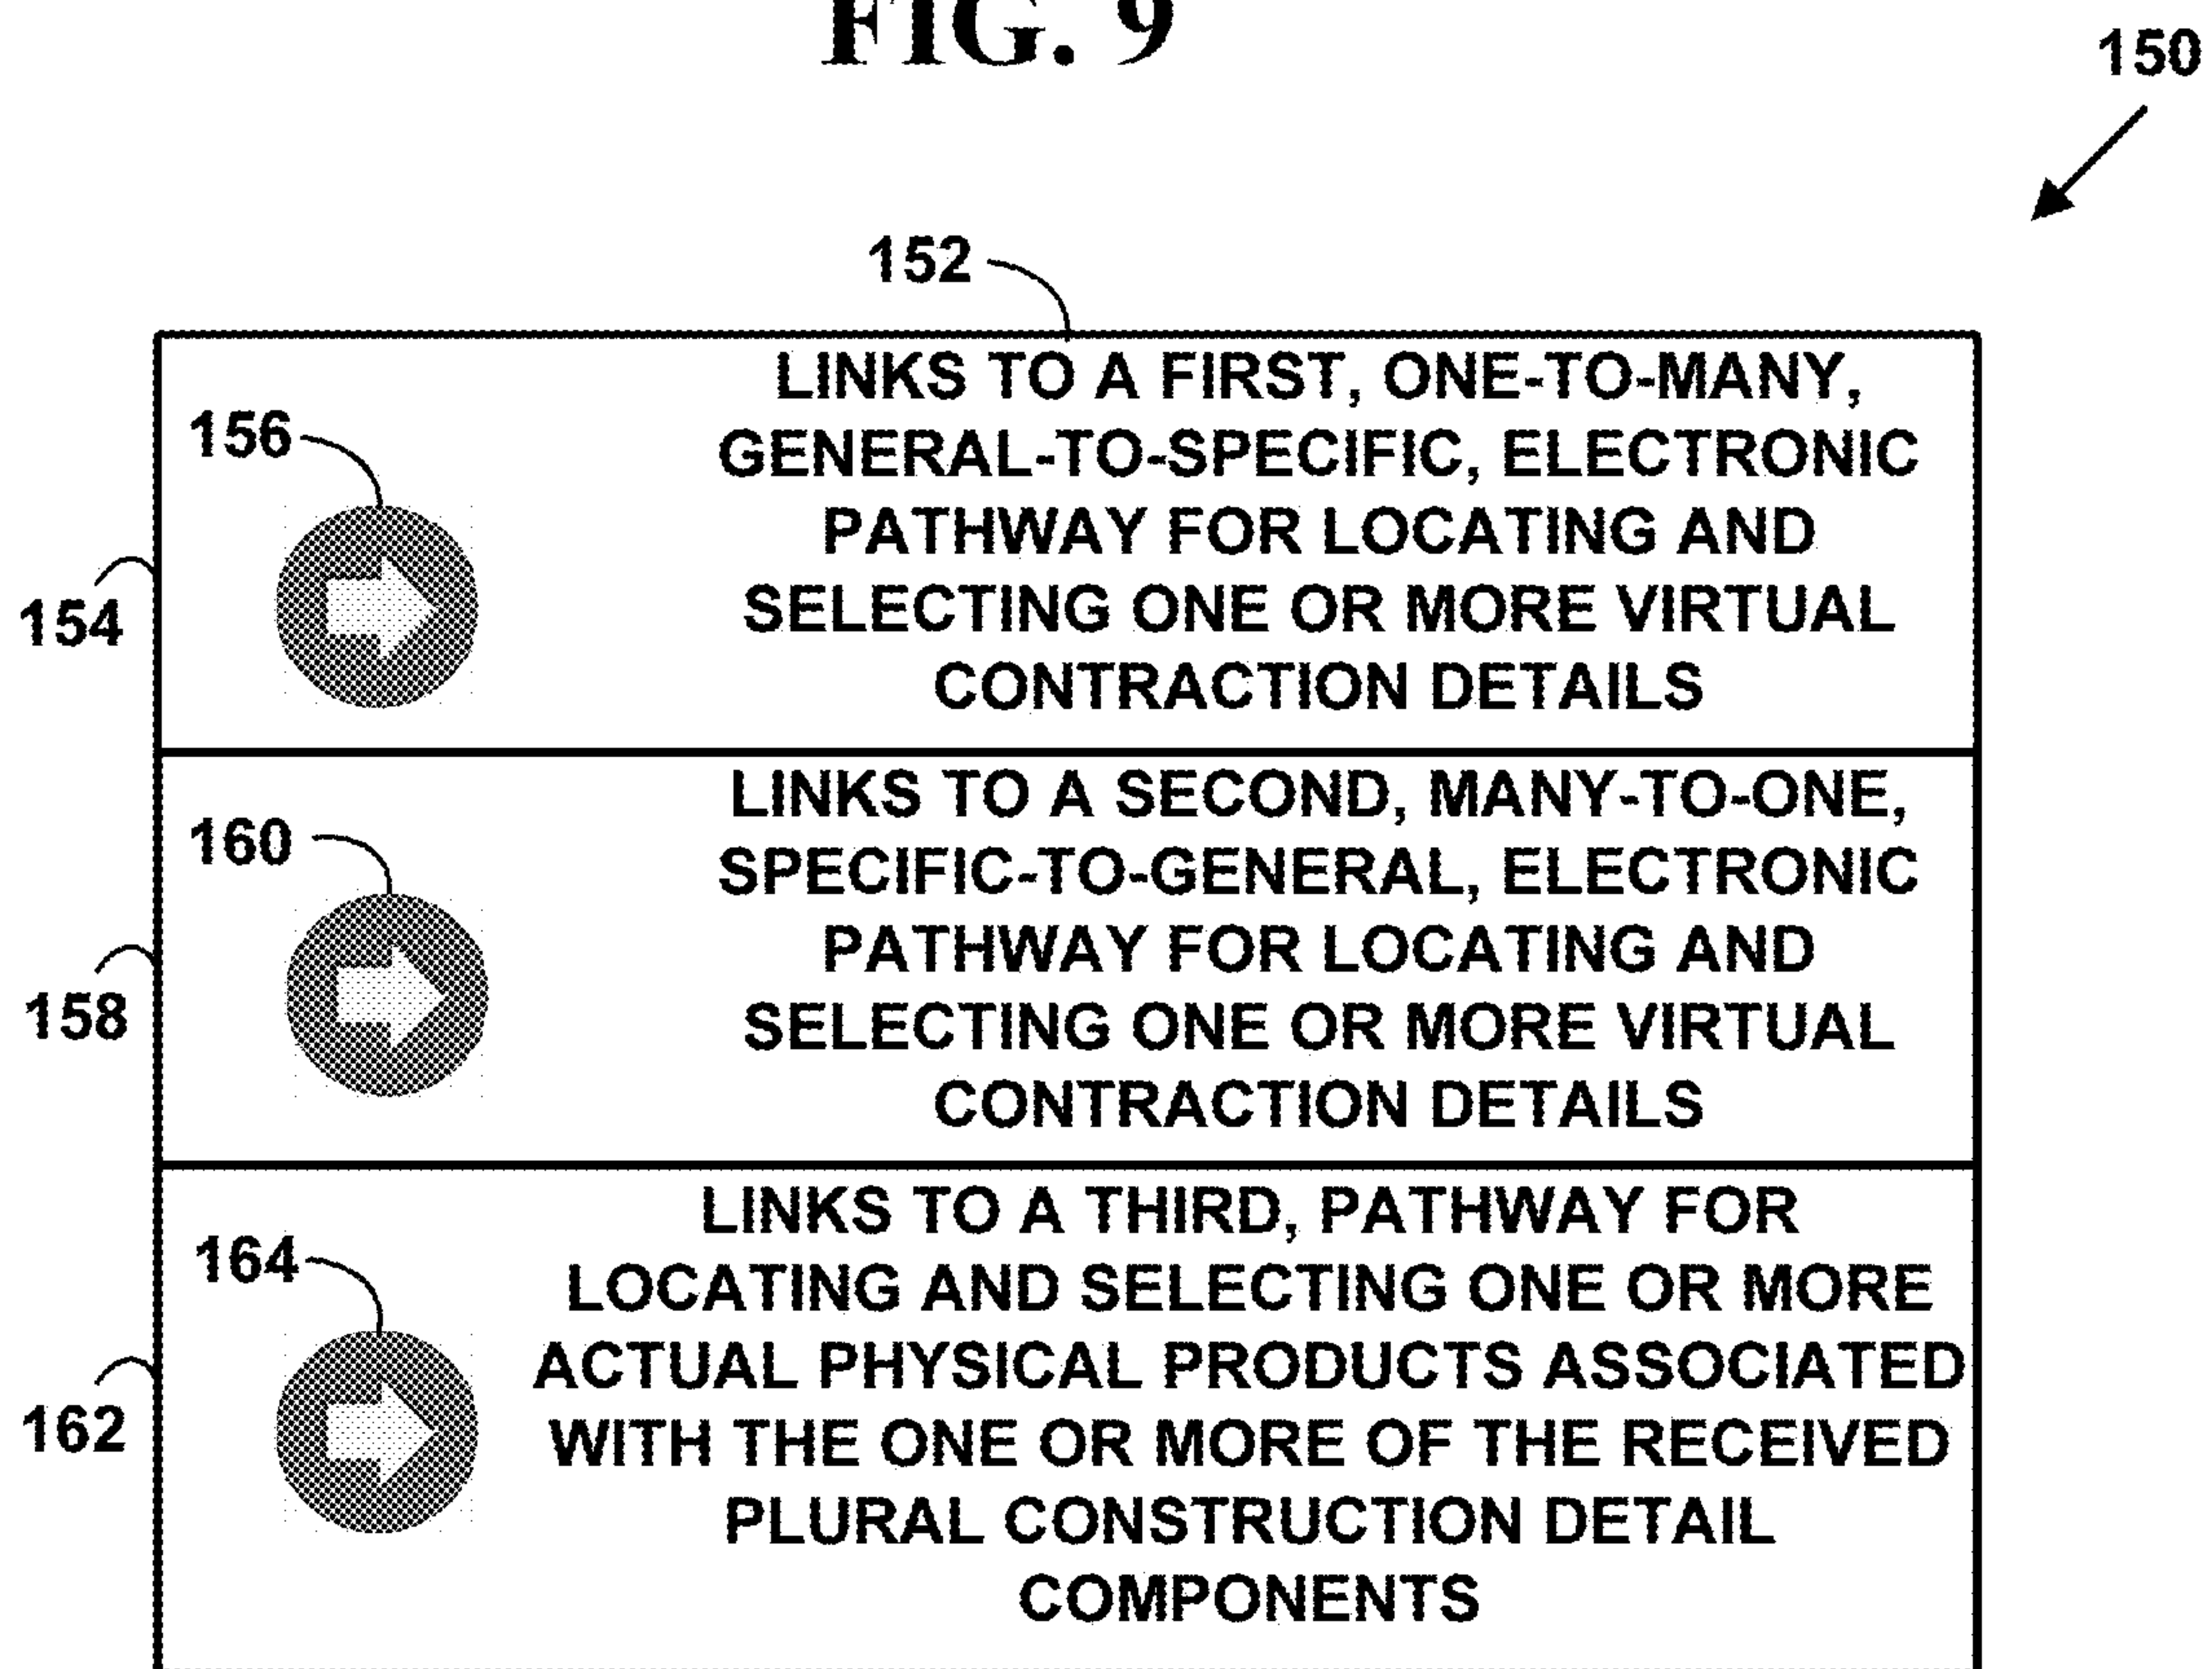 FIG. 9
150
152
LINKS TO A FIRST, ONE-TO-MANY,
156
GENERAL-TO-SPECIFIC, ELECTRONIC
PATHWAY FOR LOCATING AND
154
SELECTING ONE OR MORE VIRTUAL
CONTRACTION DETAILS
LINKS TO A SECOND, MANY-TO-ONE,
160
SPECIFIC-TO-GENERAL, ELECTRONIC
PATHWAY FOR LOCATING AND
158
SELECTING ONE OR MORE VIRTUAL
CONTRACTION DETAILS
LINKS TO A THIRD, PATHWAY FOR
164
LOCATING AND SELECTING ONE OR MORE
ACTUAL PHYSICAL PRODUCTS ASSOCIATED
162
WITH THE ONE OR MORE OF THE RECEIVED
PLURAL CONSTRUCTION DETAIL
COMPONENTS